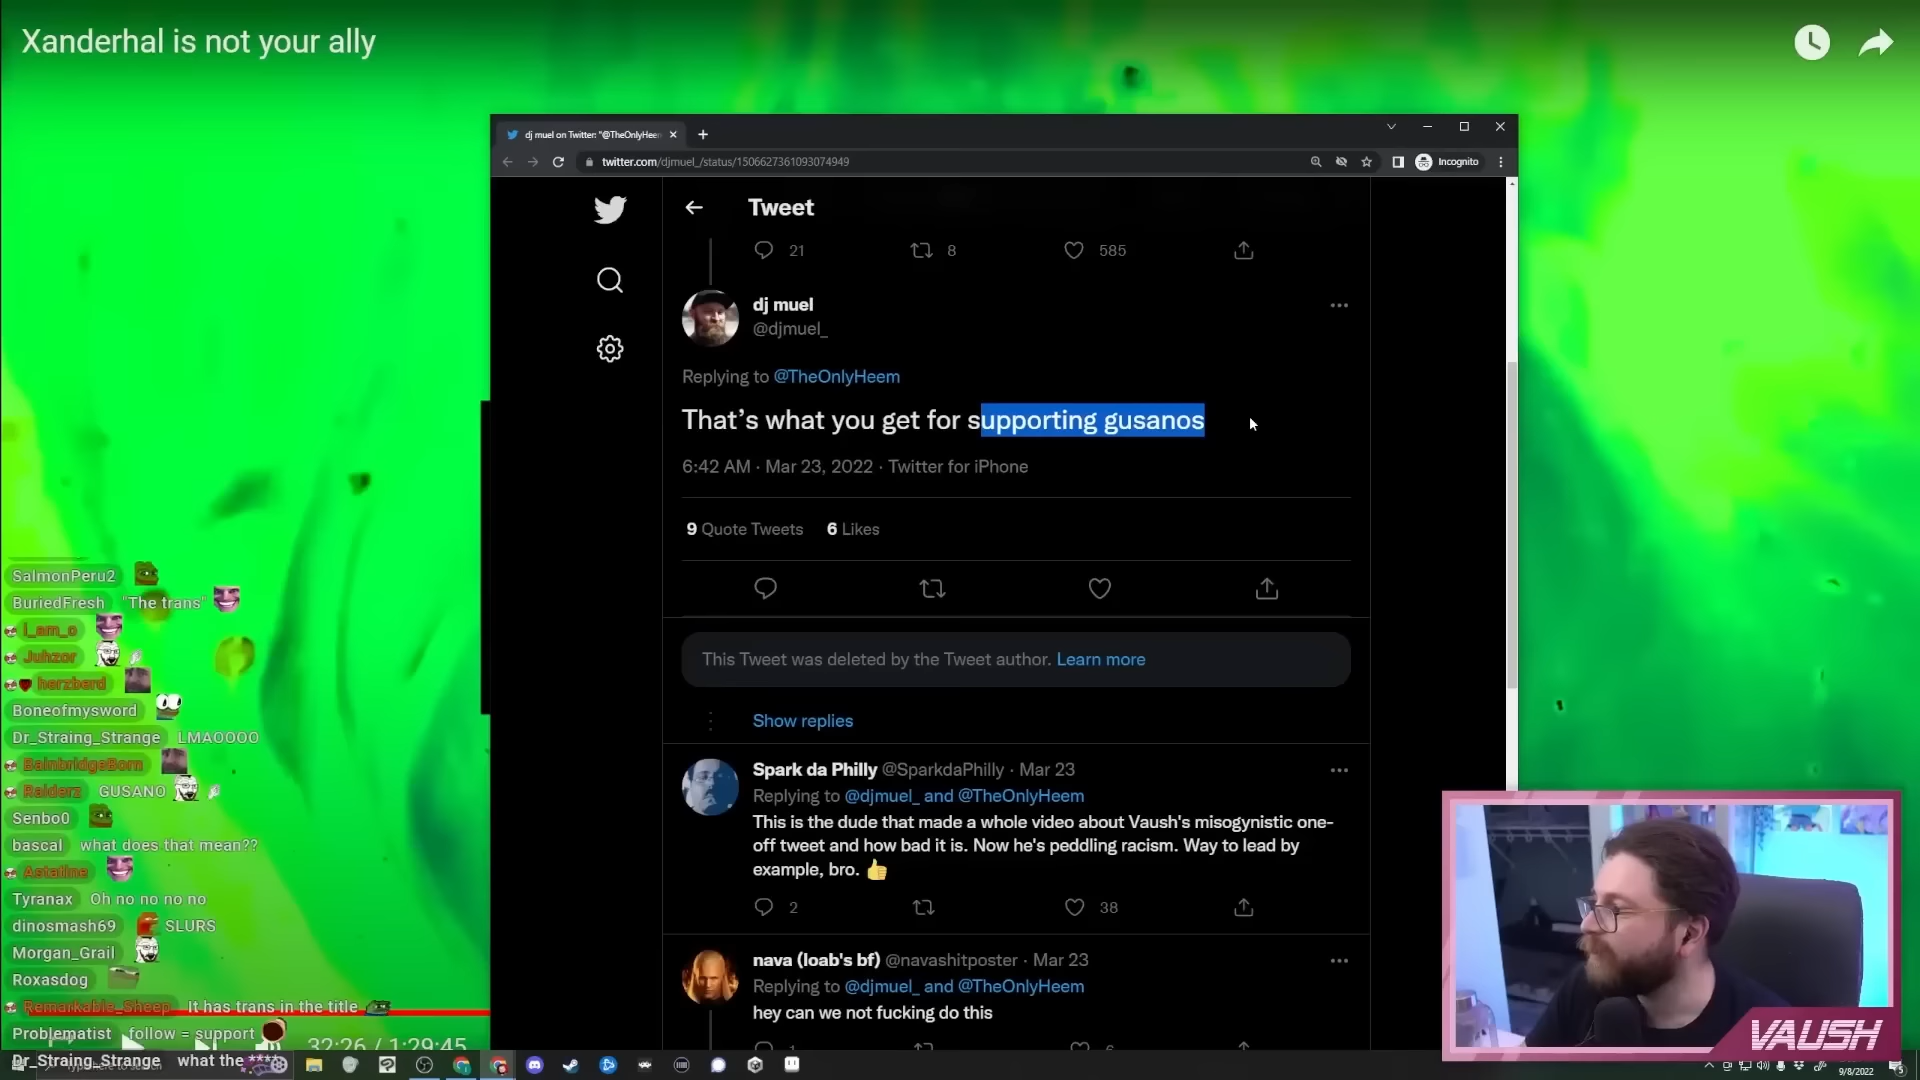 Xanderhal is not your ally
dj muel on Twitter: "@TheOnlyHeem
twitter.com/djmuel_/status/1506627361093074949
Incognito
Tweet
21
8
585
dj muel
@djmuel_
Replying to @TheOnlyHeem
That’s what you get for supporting gusanos
6:42 AM · Mar 23, 2022 · Twitter for iPhone
9 Quote Tweets 6 Likes
This Tweet was deleted by the Tweet author. Learn more
Show replies
Spark da Philly @SparkdaPhilly · Mar 23
Replying to @djmuel_ and @TheOnlyHeem
This is the dude that made a whole video about Vaush's misogynistic one-
off tweet and how bad it is. Now he's peddling racism. Way to lead by
example, bro. 👍
2
38
nava (loab's bf) @navashitposter · Mar 23
Replying to @djmuel_ and @TheOnlyHeem
hey can we not fucking do this
SalmonPeru2
BuriedFresh "The trans"
i_am_o
Juhzor
herzberd
Boneofmysword
Dr_Straing_Strange LMAOOOO
BainbridgeBorn
Raiderz GUSANO
Senbo0
bascal what does that mean??
Astatine
Tyranax Oh no no no no
dinosmash69 SLURS
Morgan_Grail
Roxasdog
Remarkable_Sheep It has trans in the title
Problematist follow = support
Dr_Straing_Strange what the ****
32:26 / 1:29:45
VAUSH
9/8/2022